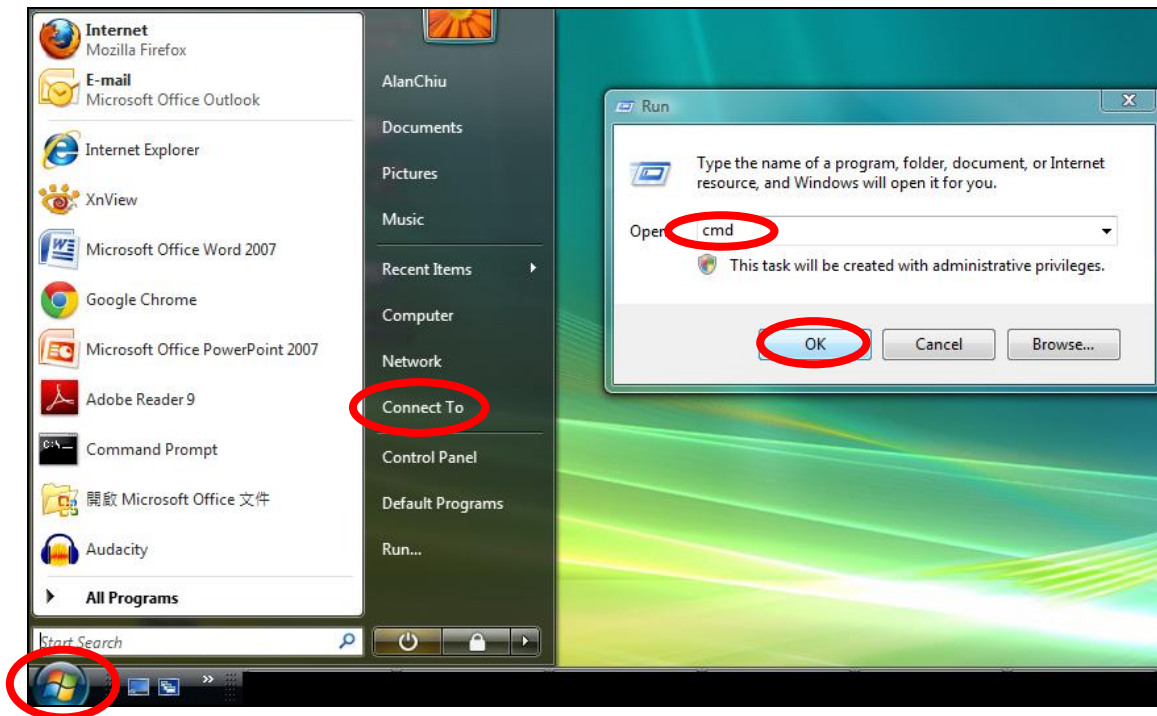 Internet
Mozilla Firefox
E-mail
Microsoft Office Outlook
Internet Explorer
XnView
Microsoft Office Word 2007
Google Chrome
Microsoft Office PowerPoint 2007
Adobe Reader 9
Command Prompt
開啟 Microsoft Office 文件
Audacity
All Programs
Start Search
AlanChiu
Documents
Pictures
Music
Recent Items
Computer
Network
Connect To
Control Panel
Default Programs
Run...
Run
Type the name of a program, folder, document, or Internet
resource, and Windows will open it for you.
Open
cmd
This task will be created with administrative privileges.
OK
Cancel
Browse...